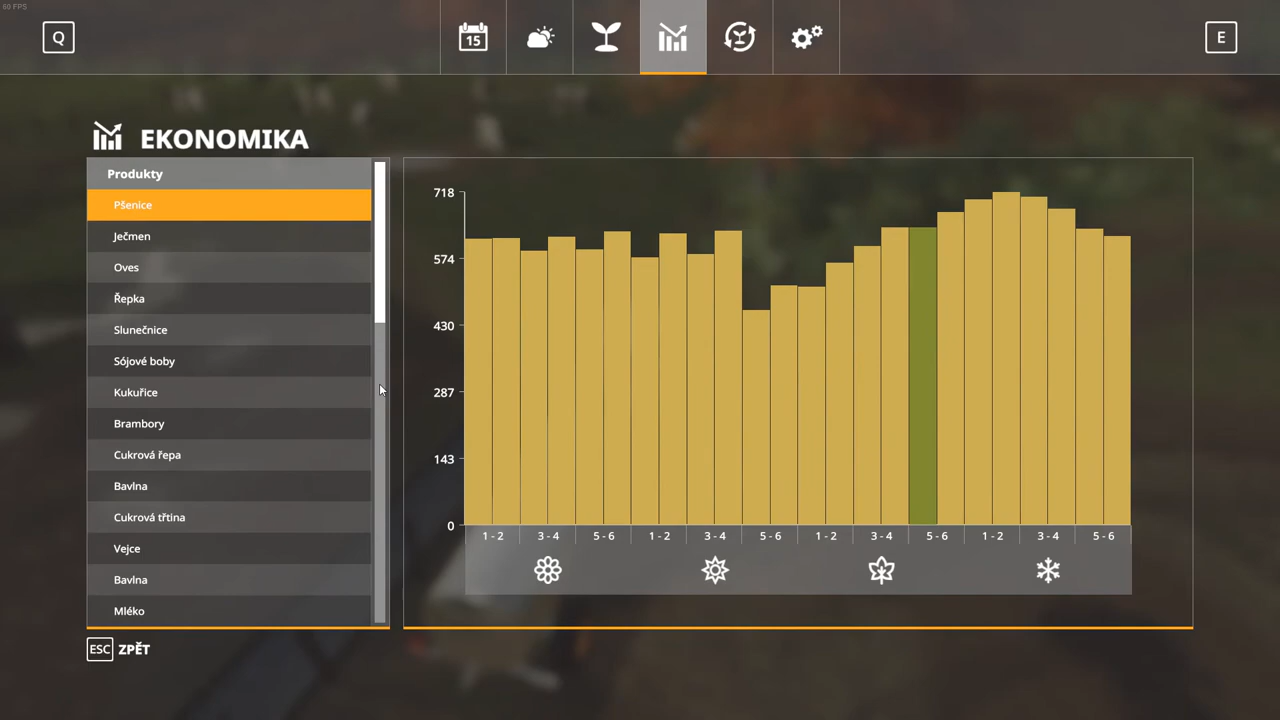 60 FPS
Q
15
E
EKONOMIKA
Produkty
Pšenice
Ječmen
Oves
Řepka
Slunečnice
Sójové boby
Kukuřice
Brambory
Cukrová řepa
Bavlna
Cukrová třtina
Vejce
Bavlna
Mléko
718
574
430
287
143
0
1 - 2 3 - 4 5 - 6 1 - 2 3 - 4 5 - 6 1 - 2 3 - 4 5 - 6 1 - 2 3 - 4 5 - 6
ESC ZPĚT